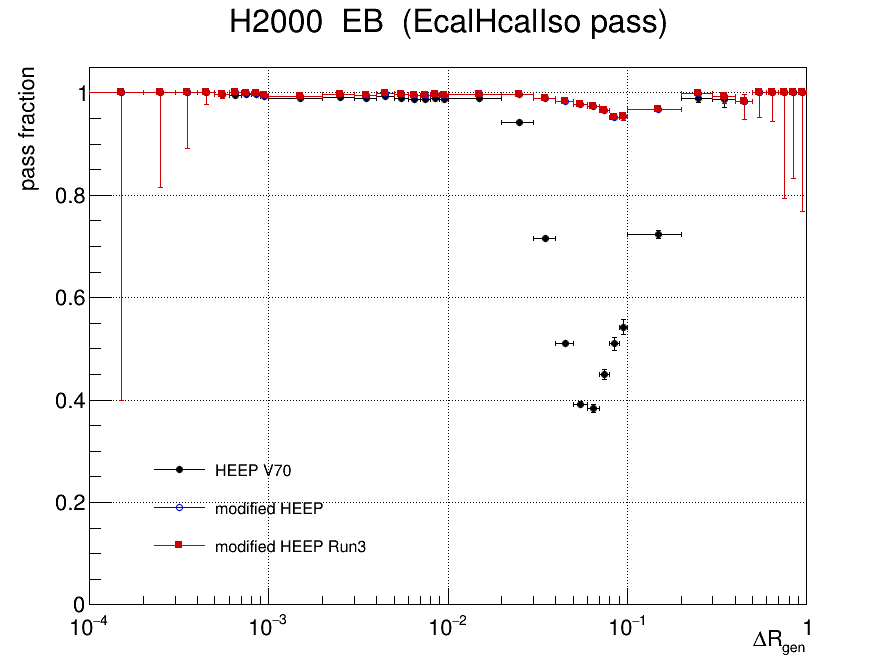 H2000 EB (EcalHcalIso pass)
pass fraction
1
0.8
0.6
0.4
0.2
0
HEEP V70
modified HEEP
modified HEEP Run3
10⁻⁴ 10⁻³ 10⁻² 10⁻¹ 1
ΔR_gen